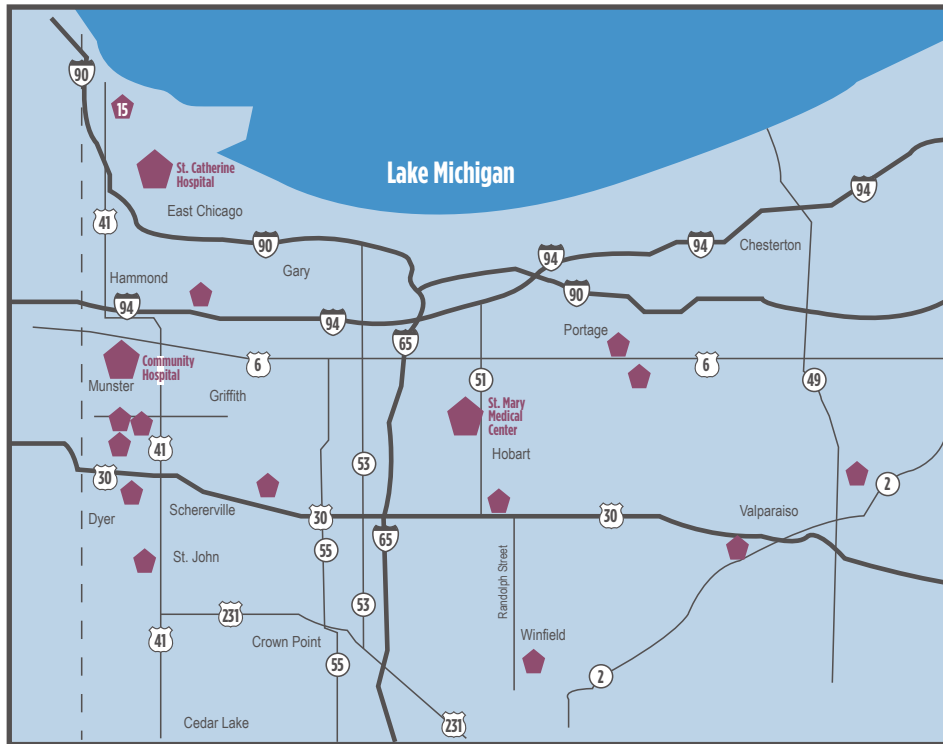 90
15
St. Catherine
Hospital
Lake Michigan
94
East Chicago
41
90
94
Chesterton
Gary
94
Hammond
90
94
94
65
Portage
6
Community
Hospital
6
Munster
51
49
Griffith
St. Mary
Medical
Center
41
Hobart
53
30
2
Schererville
30
30
Valparaiso
Dyer
65
55
St. John
Randolph Street
53
231
Winfield
41
Crown Point
55
2
Cedar Lake
231